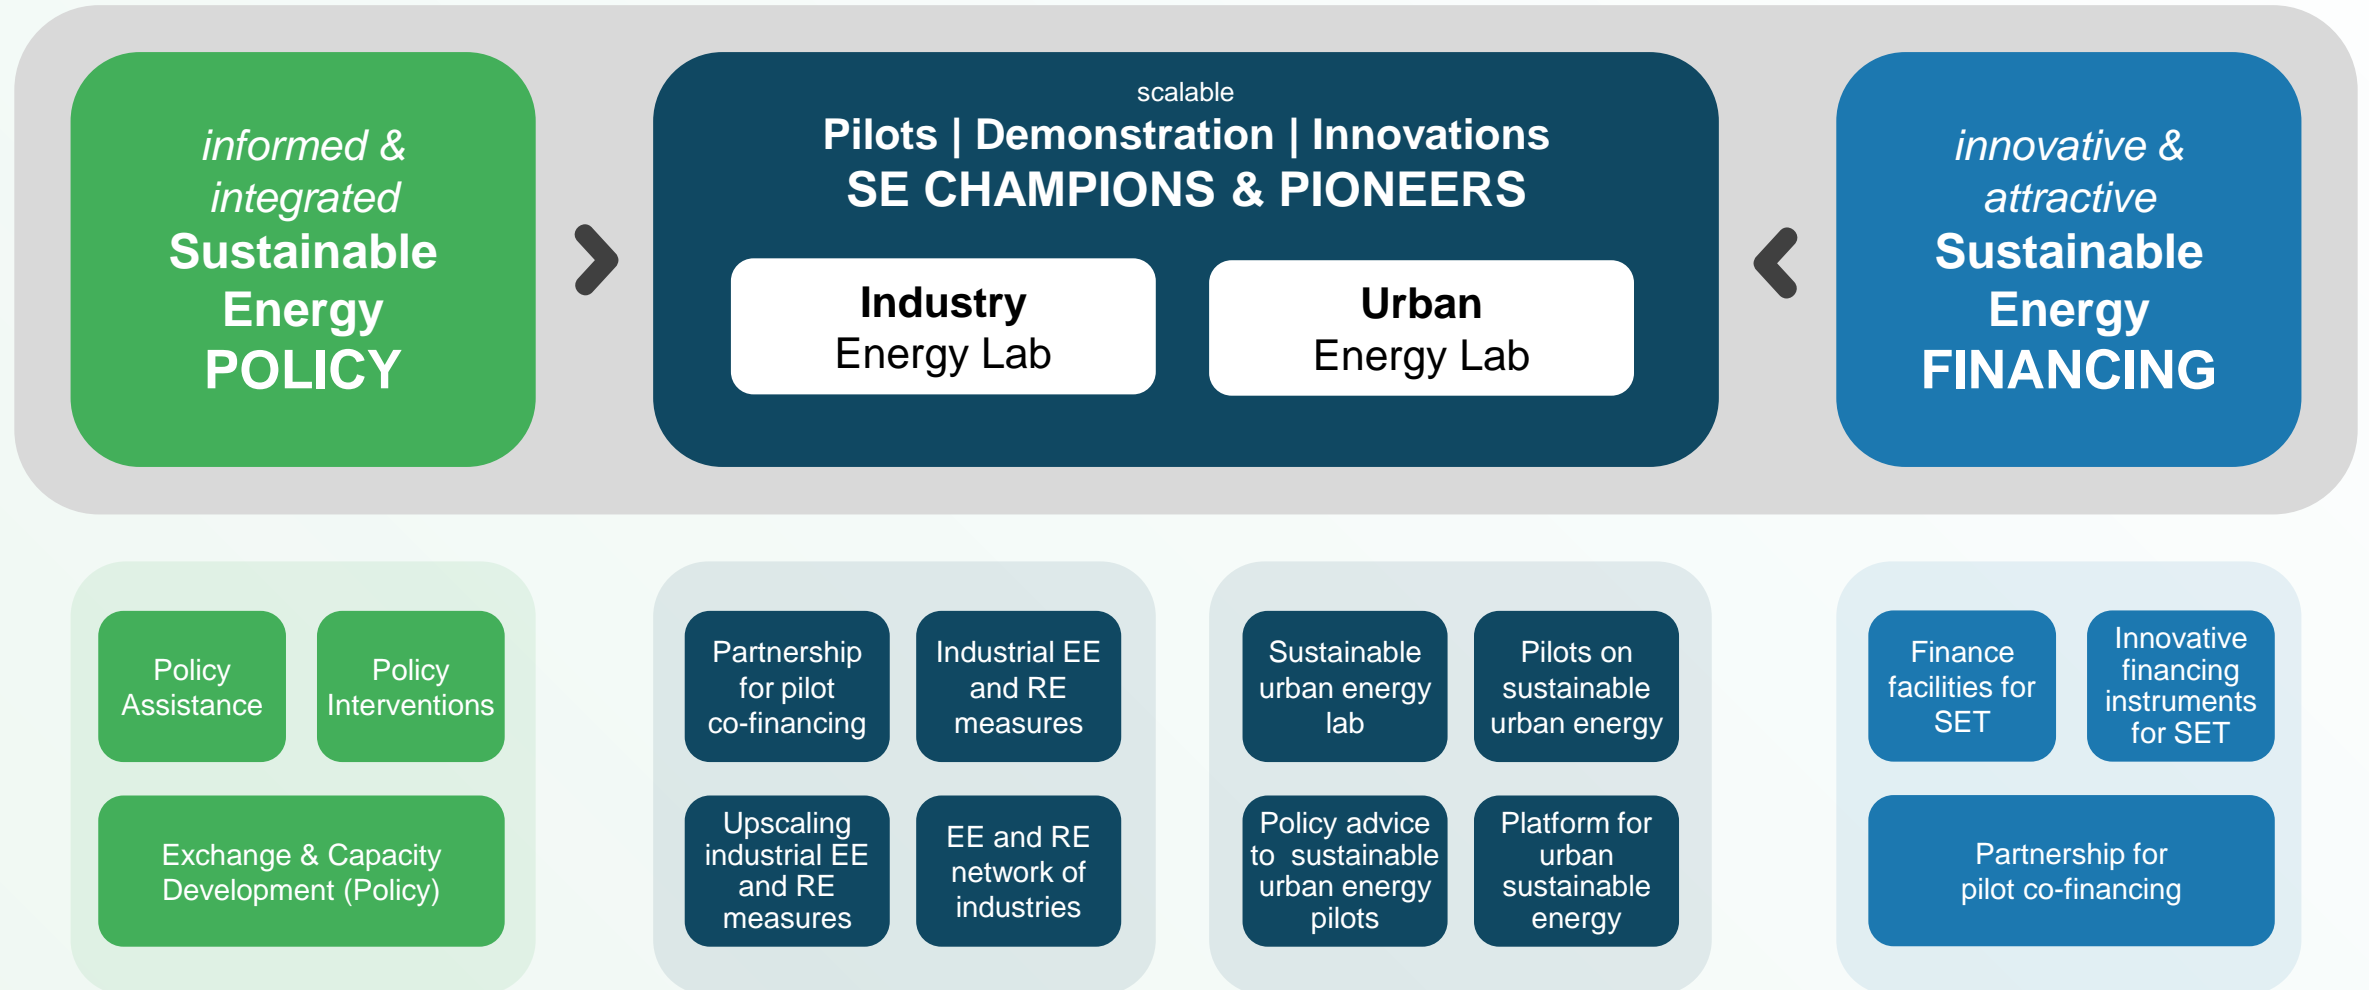 informed &
integrated
Sustainable
Energy
POLICY
scalable
Pilots | Demonstration | Innovations
SE CHAMPIONS & PIONEERS
Industry
Energy Lab
Urban
Energy Lab
innovative &
attractive
Sustainable
Energy
FINANCING
Policy
Assistance
Policy
Interventions
Exchange & Capacity
Development (Policy)
Partnership
for pilot
co-financing
Industrial EE
and RE
measures
Upscaling
industrial EE
and RE
measures
EE and RE
network of
industries
Sustainable
urban energy
lab
Pilots on
sustainable
urban energy
Policy advice
to sustainable
urban energy
pilots
Platform for
urban
sustainable
energy
Finance
facilities for
SET
Innovative
financing
instruments
for SET
Partnership for
pilot co-financing